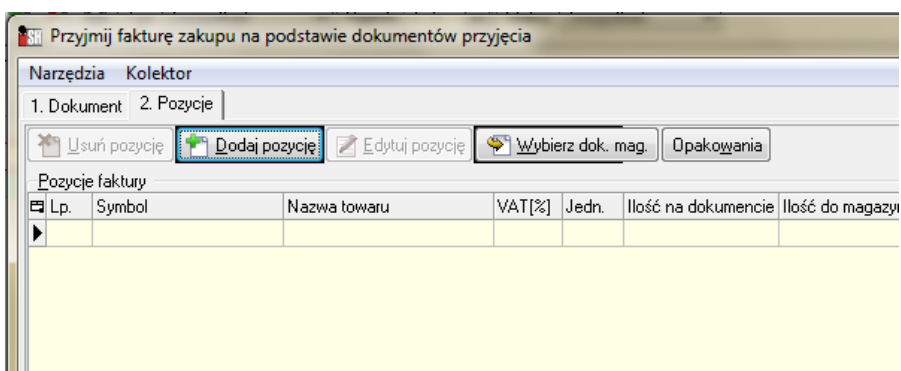 SH Przyjmij fakturę zakupu na podstawie dokumentów przyjęcia
Narzędzia Kolektor
1. Dokument 2. Pozycje
Usuń pozycję Dodaj pozycję Edytuj pozycję Wybierz dok. mag. Opakowania
Pozycje faktury
Lp. Symbol Nazwa towaru VAT[%] Jedn. Ilość na dokumencie Ilość do magazy